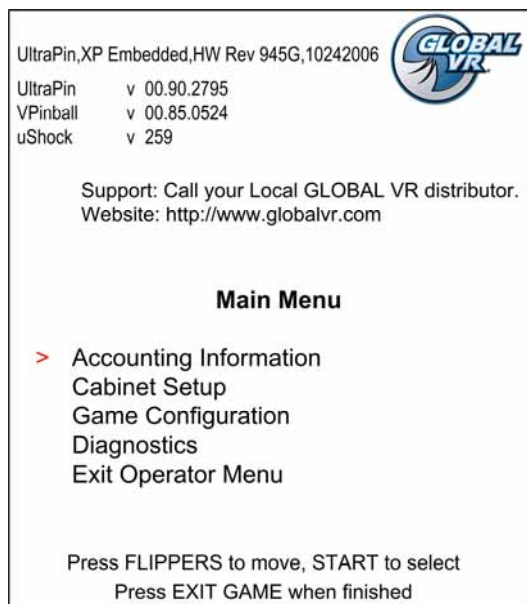 GLOBAL
VR
UltraPin,XP Embedded,HW Rev 945G,10242006
UltraPin v 00.90.2795
VPinball v 00.85.0524
uShock v 259
Support: Call your Local GLOBAL VR distributor.
Website: http://www.globalvr.com
Main Menu
> Accounting Information
Cabinet Setup
Game Configuration
Diagnostics
Exit Operator Menu
Press FLIPPERS to move, START to select
Press EXIT GAME when finished